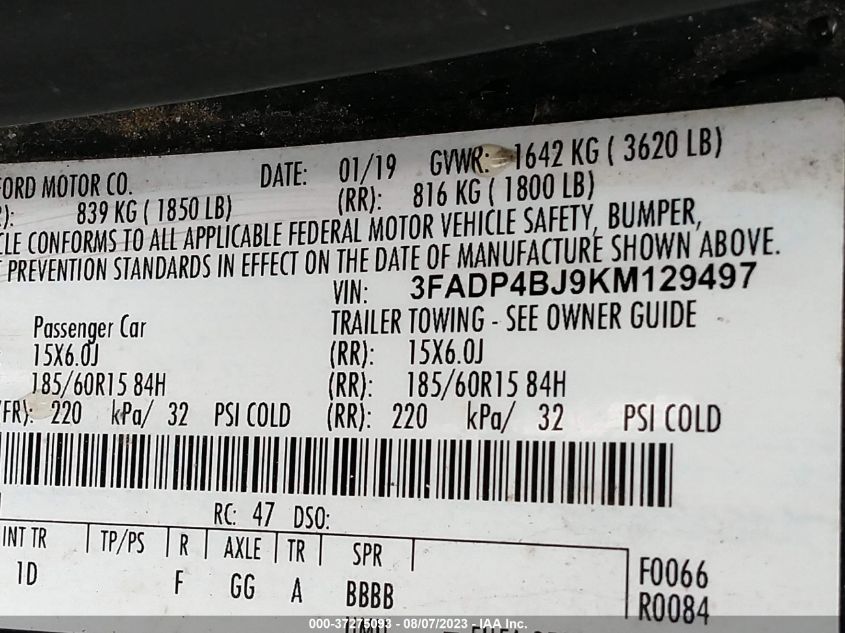 FORD MOTOR CO. DATE: 01/19 GVWR: 1642 KG ( 3620 LB)
): 839 KG ( 1850 LB) (RR): 816 KG ( 1800 LB)
CLE CONFORMS TO ALL APPLICABLE FEDERAL MOTOR VEHICLE SAFETY, BUMPER,
PREVENTION STANDARDS IN EFFECT ON THE DATE OF MANUFACTURE SHOWN ABOVE.
VIN: 3FADP4BJ9KM129497
Passenger Car TRAILER TOWING - SEE OWNER GUIDE
15X6.0J (RR): 15X6.0J
185/60R15 84H (RR): 185/60R15 84H
(FR): 220 kPa/ 32 PSI COLD (RR): 220 kPa/ 32 PSI COLD
RC: 47 DSO:
INT TR TP/PS R AXLE TR SPR
1D F GG A BBBB
F0066
R0084
000-37275093 - 08/07/2023 - IAA Inc.